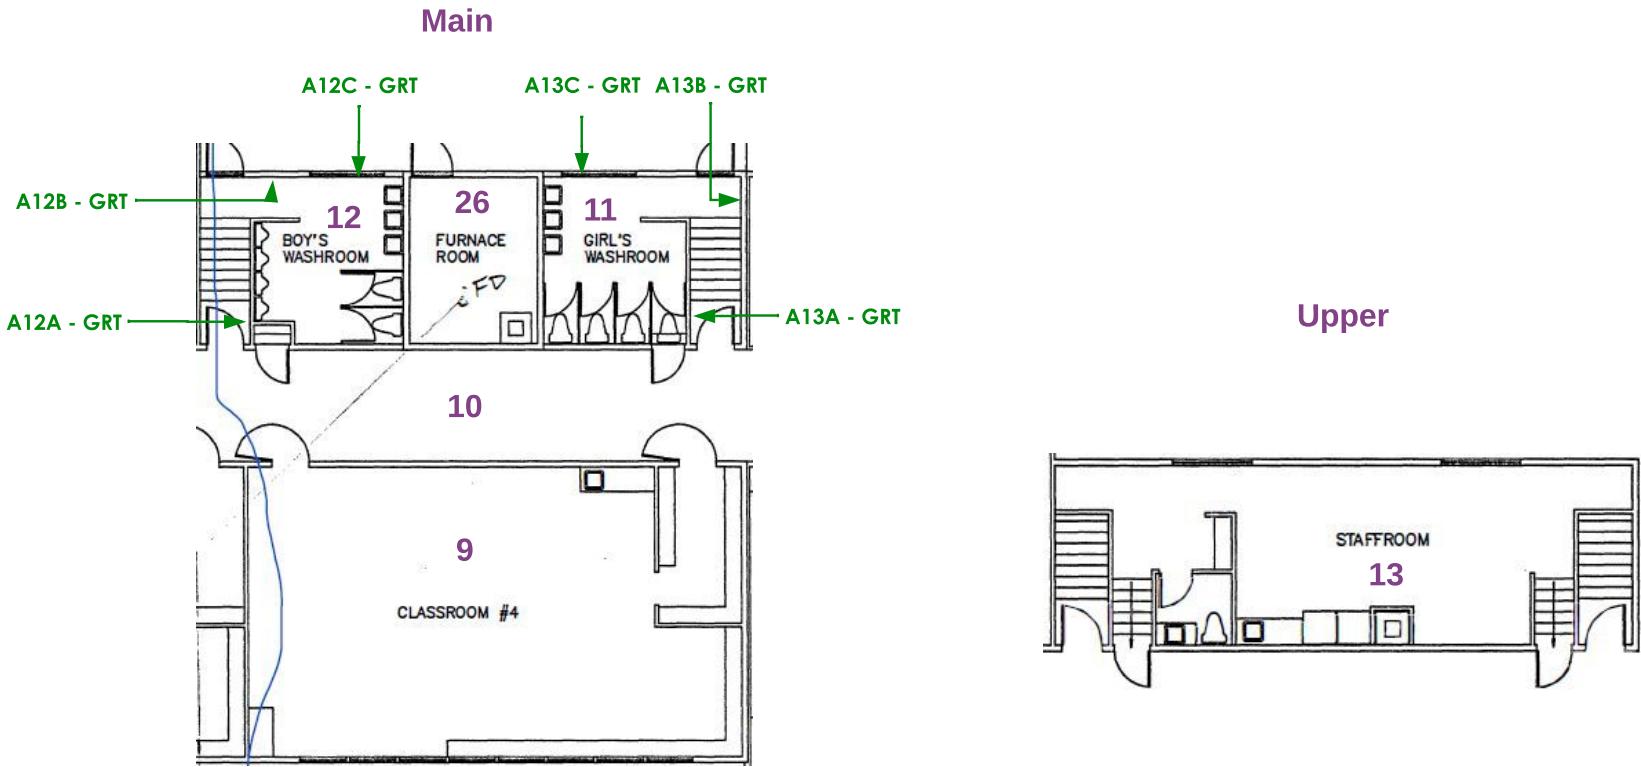 Main
A12C - GRT
A13C - GRT
A13B - GRT
A12B - GRT
12
26
11
BOY'S
WASHROOM
FURNACE
ROOM
GIRL'S
WASHROOM
A12A - GRT
A13A - GRT
Upper
10
9
STAFFROOM
13
CLASSROOM #4